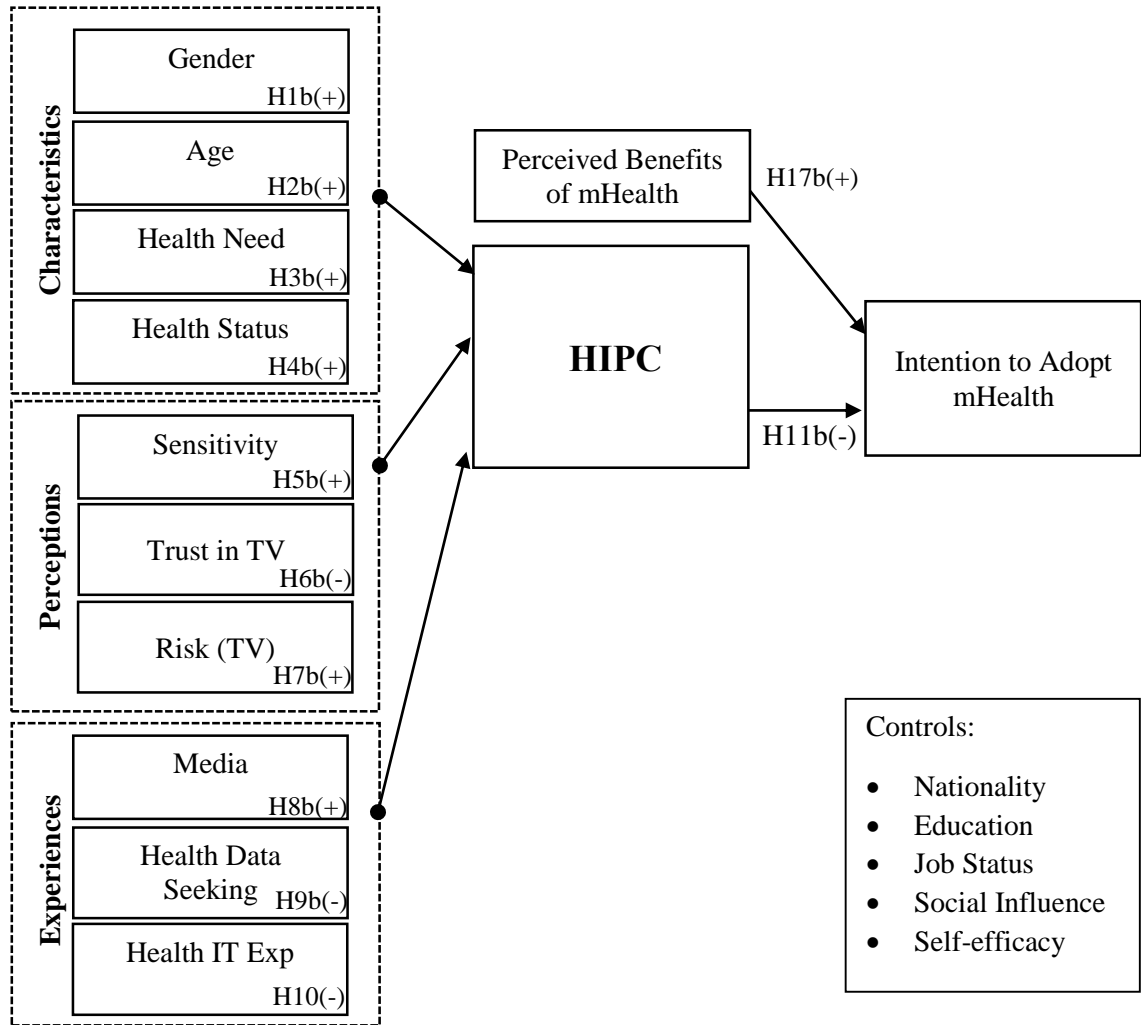 Characteristics
Gender
H1b(+)
Age
H2b(+)
Health Need
H3b(+)
Health Status
H4b(+)
Perceptions
Sensitivity
H5b(+)
Trust in TV
H6b(-)
Risk (TV)
H7b(+)
Experiences
Media
H8b(+)
Health Data
Seeking
H9b(-)
Health IT Exp
H10(-)
Perceived Benefits
of mHealth
H17b(+)
HIPC
H11b(-)
Intention to Adopt
mHealth
Controls:
• Nationality
• Education
• Job Status
• Social Influence
• Self-efficacy